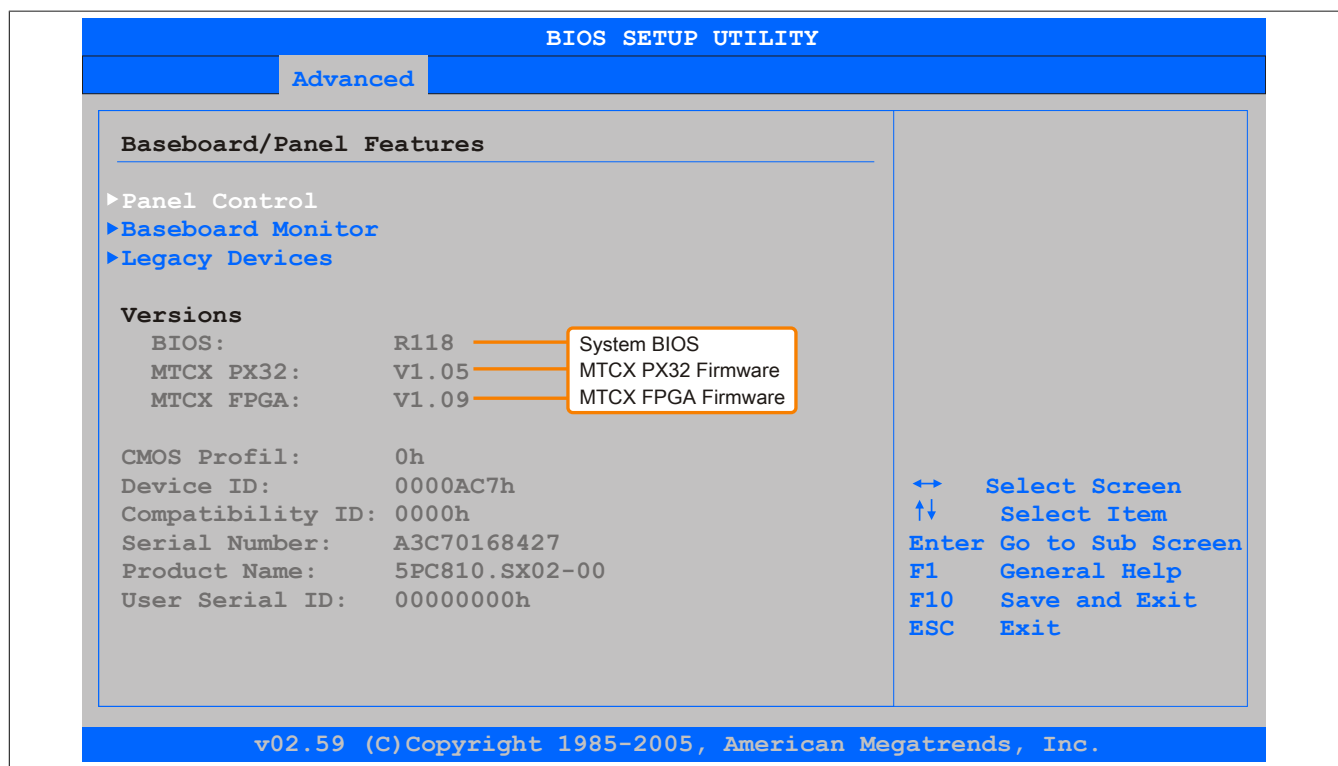 BIOS SETUP UTILITY
Advanced
Baseboard/Panel Features
Panel Control
Baseboard Monitor
Legacy Devices
Versions
BIOS: R118 System BIOS
MTCX PX32: V1.05 MTCX PX32 Firmware
MTCX FPGA: V1.09 MTCX FPGA Firmware
CMOS Profil: 0h
Device ID: 0000AC7h
Compatibility ID: 0000h
Serial Number: A3C70168427
Product Name: 5PC810.SX02-00
User Serial ID: 00000000h
↔ Select Screen
↑↓ Select Item
Enter Go to Sub Screen
F1 General Help
F10 Save and Exit
ESC Exit
v02.59 (C)Copyright 1985-2005, American Megatrends, Inc.